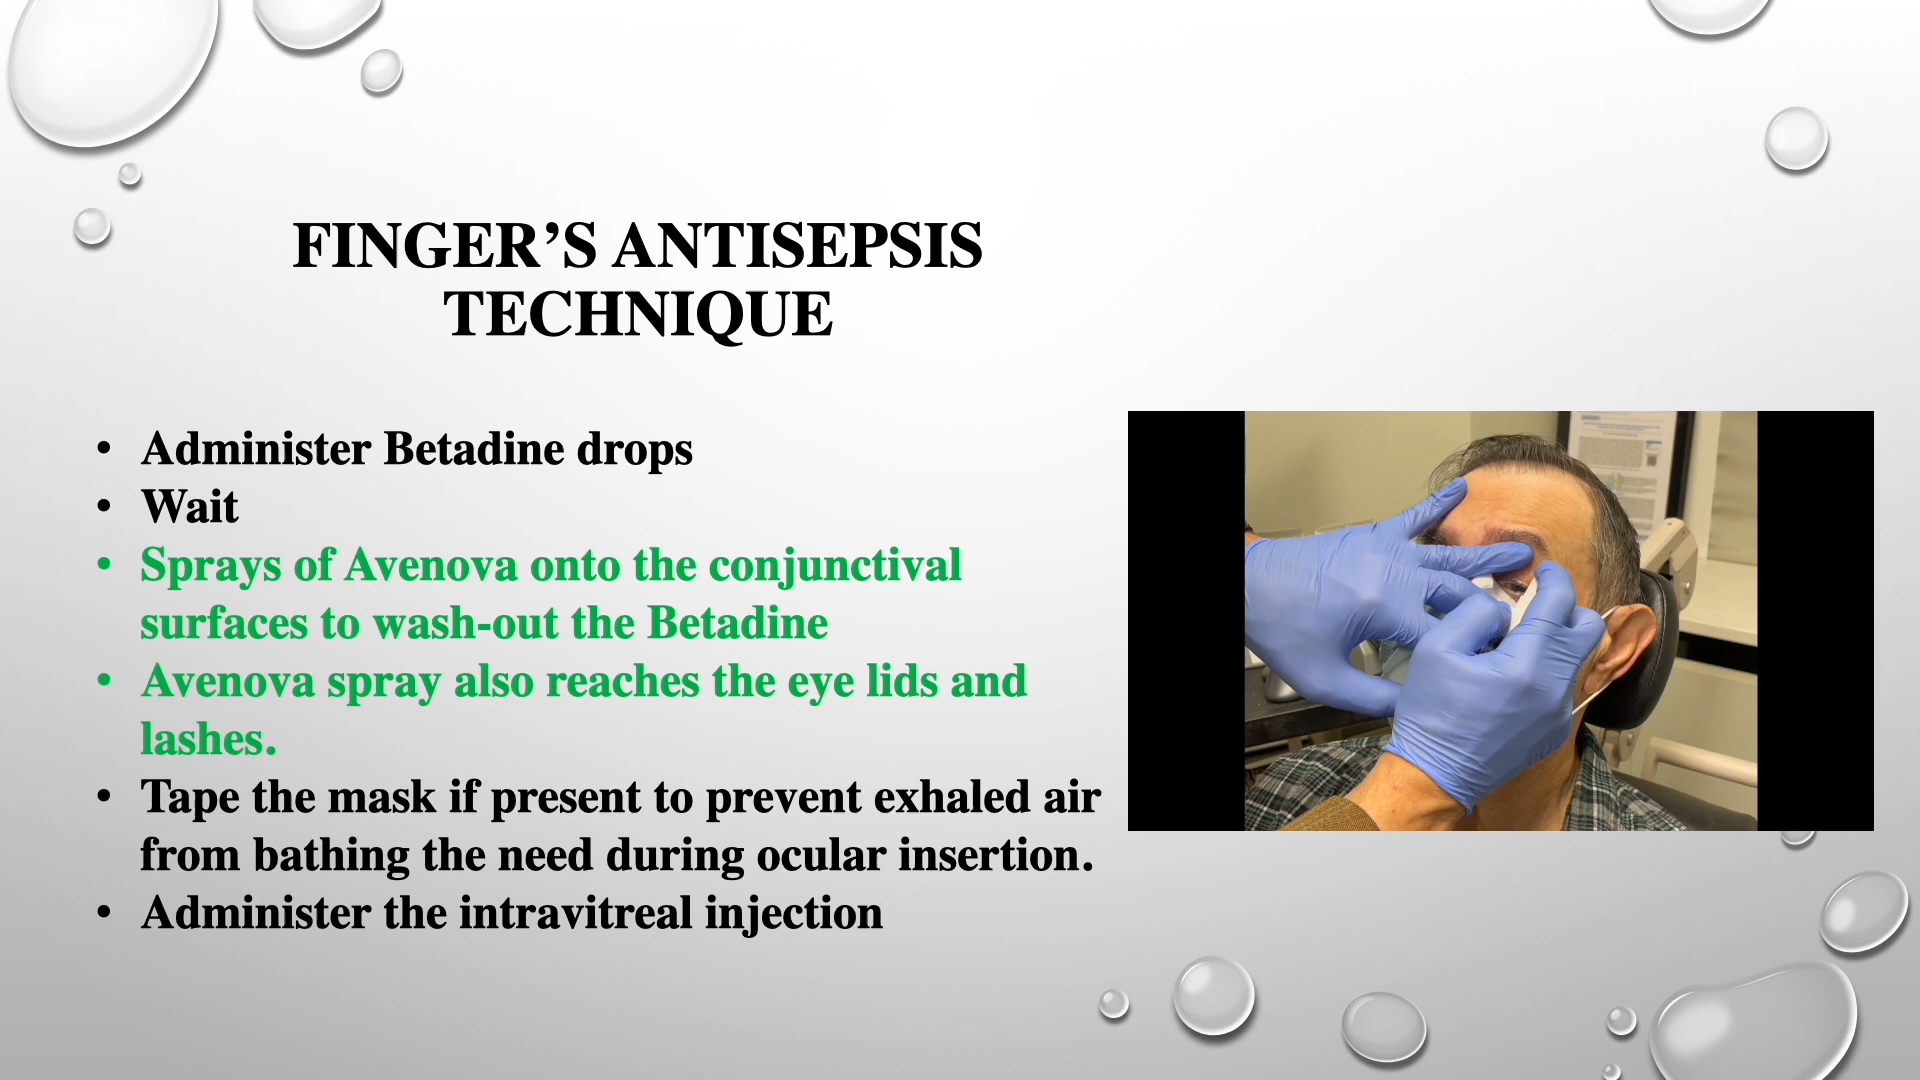 FINGER’S ANTISEPSIS
TECHNIQUE
• Administer Betadine drops
• Wait
• Sprays of Avenova onto the conjunctival
surfaces to wash-out the Betadine
• Avenova spray also reaches the eye lids and
lashes.
• Tape the mask if present to prevent exhaled air
from bathing the need during ocular insertion.
• Administer the intravitreal injection